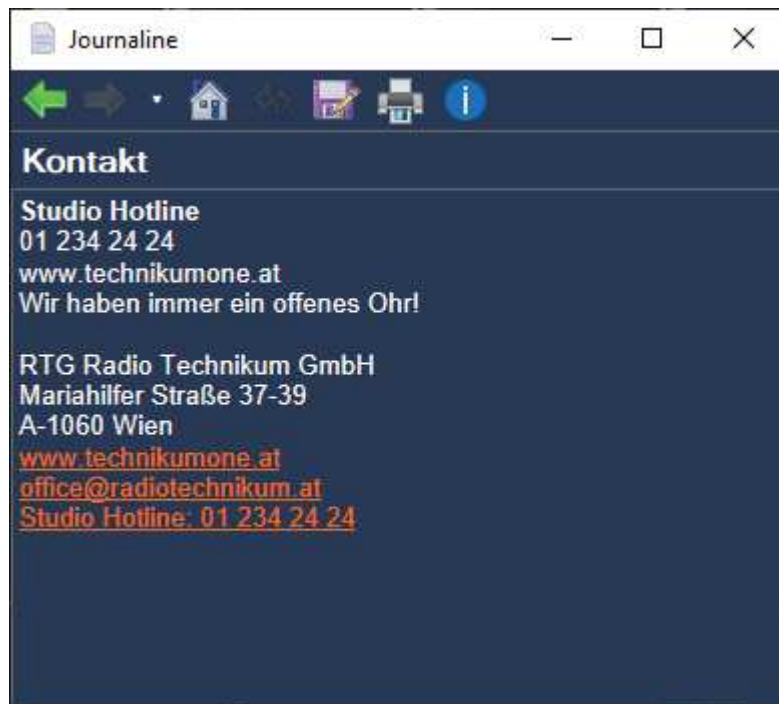 Journaline
Kontakt
Studio Hotline
01 234 24 24
www.technikumone.at
Wir haben immer ein offenes Ohr!
RTG Radio Technikum GmbH
Mariahilfer Straße 37-39
A-1060 Wien
www.technikumone.at
office@radiotechnikum.at
Studio Hotline: 01 234 24 24